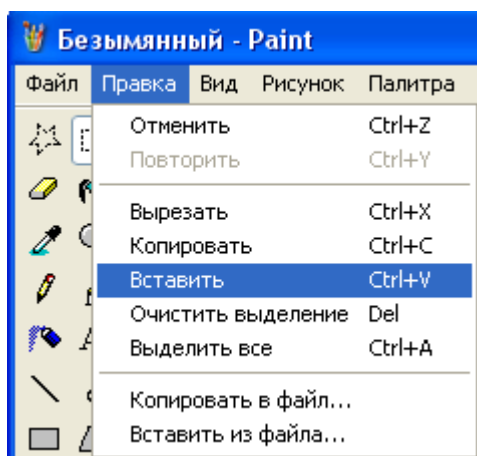 Безымянный - Paint
Файл Правка Вид Рисунок Палитра
Отменить Ctrl+Z
Повторить Ctrl+Y
Вырезать Ctrl+X
Копировать Ctrl+C
Вставить Ctrl+V
Очистить выделение Del
Выделить все Ctrl+A
Копировать в файл...
Вставить из файла...